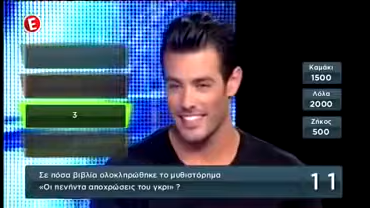 E
Καμάκι
1500
Λόλα
2000
3
Ζήκος
500
Σε πόσα βιβλία ολοκληρώθηκε το μυθιστόρημα
«Οι πενήντα αποχρώσεις του γκρι» ?
11